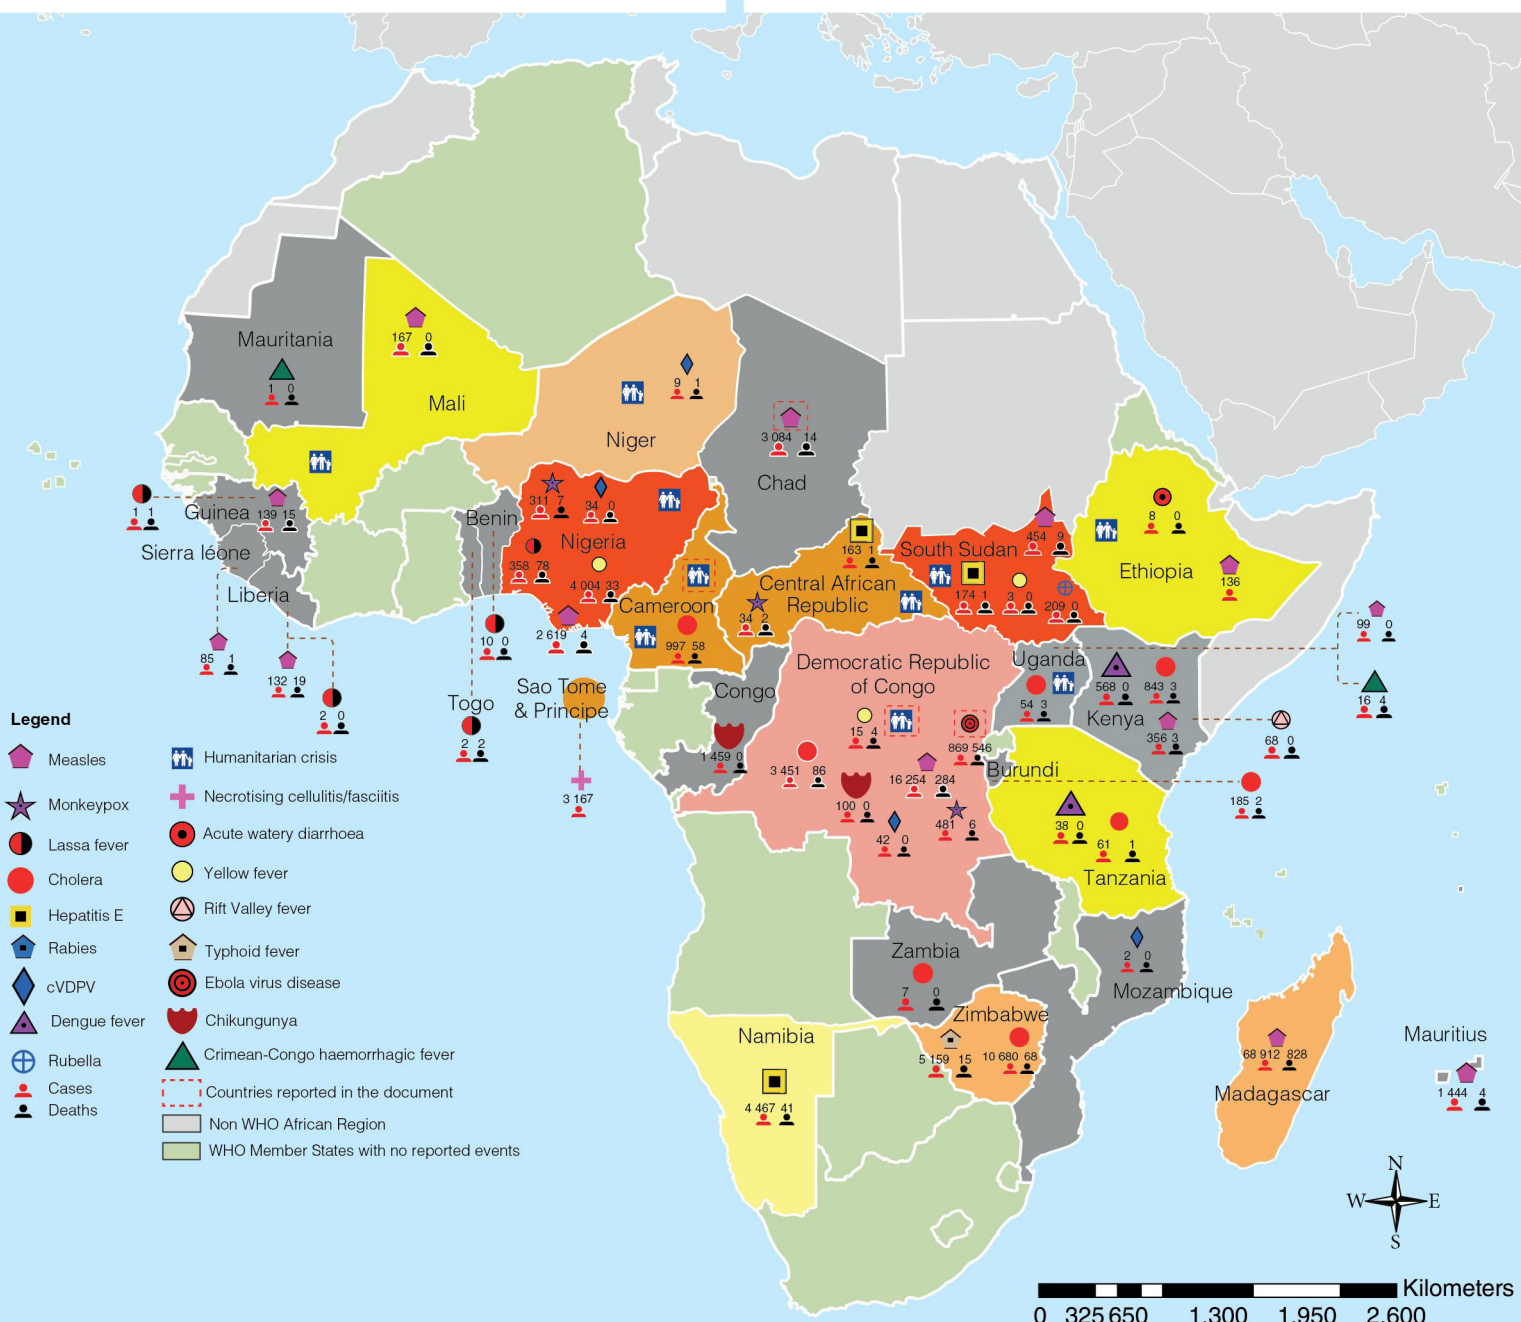 Mauritania
1 0
167 0
Mali
9 1
Niger
3 084 14
Chad
1 1
Guinea
139 15
Sierra léone
Liberia
85 1
132 19
2 0
Benin
10 0
Togo
2 2
311 7
34 0
Nigeria
358 78
4 004 33
2 619 4
Cameroon
997 58
Sao Tome
& Principe
3 167
163 1
Central African
Republic
34 2
South Sudan
454 9
174 1
3 0
209 0
8 0
Ethiopia
136
99 0
16 4
Democratic Republic
of Congo
15 4
869 546
3 451 86
16 254 284
100 0
481 6
42 0
Congo
1 459 0
Uganda
54 3
568 0
843 3
Kenya
356 3
68 0
Burundi
185 2
38 0
61 1
Tanzania
Zambia
7 0
2 0
Mozambique
Zimbabwe
5 159 15
10 680 68
Namibia
4 467 41
68 912 828
Madagascar
Mauritius
1 444 4
Legend
Measles
Monkeypox
Lassa fever
Cholera
Hepatitis E
Rabies
cVDPV
Dengue fever
Rubella
Cases
Deaths
Humanitarian crisis
Necrotising cellulitis/fasciitis
Acute watery diarrhoea
Yellow fever
Rift Valley fever
Typhoid fever
Ebola virus disease
Chikungunya
Crimean-Congo haemorrhagic fever
Countries reported in the document
Non WHO African Region
WHO Member States with no reported events
N
W E
S
Kilometers
0 325 650 1,300 1,950 2,600